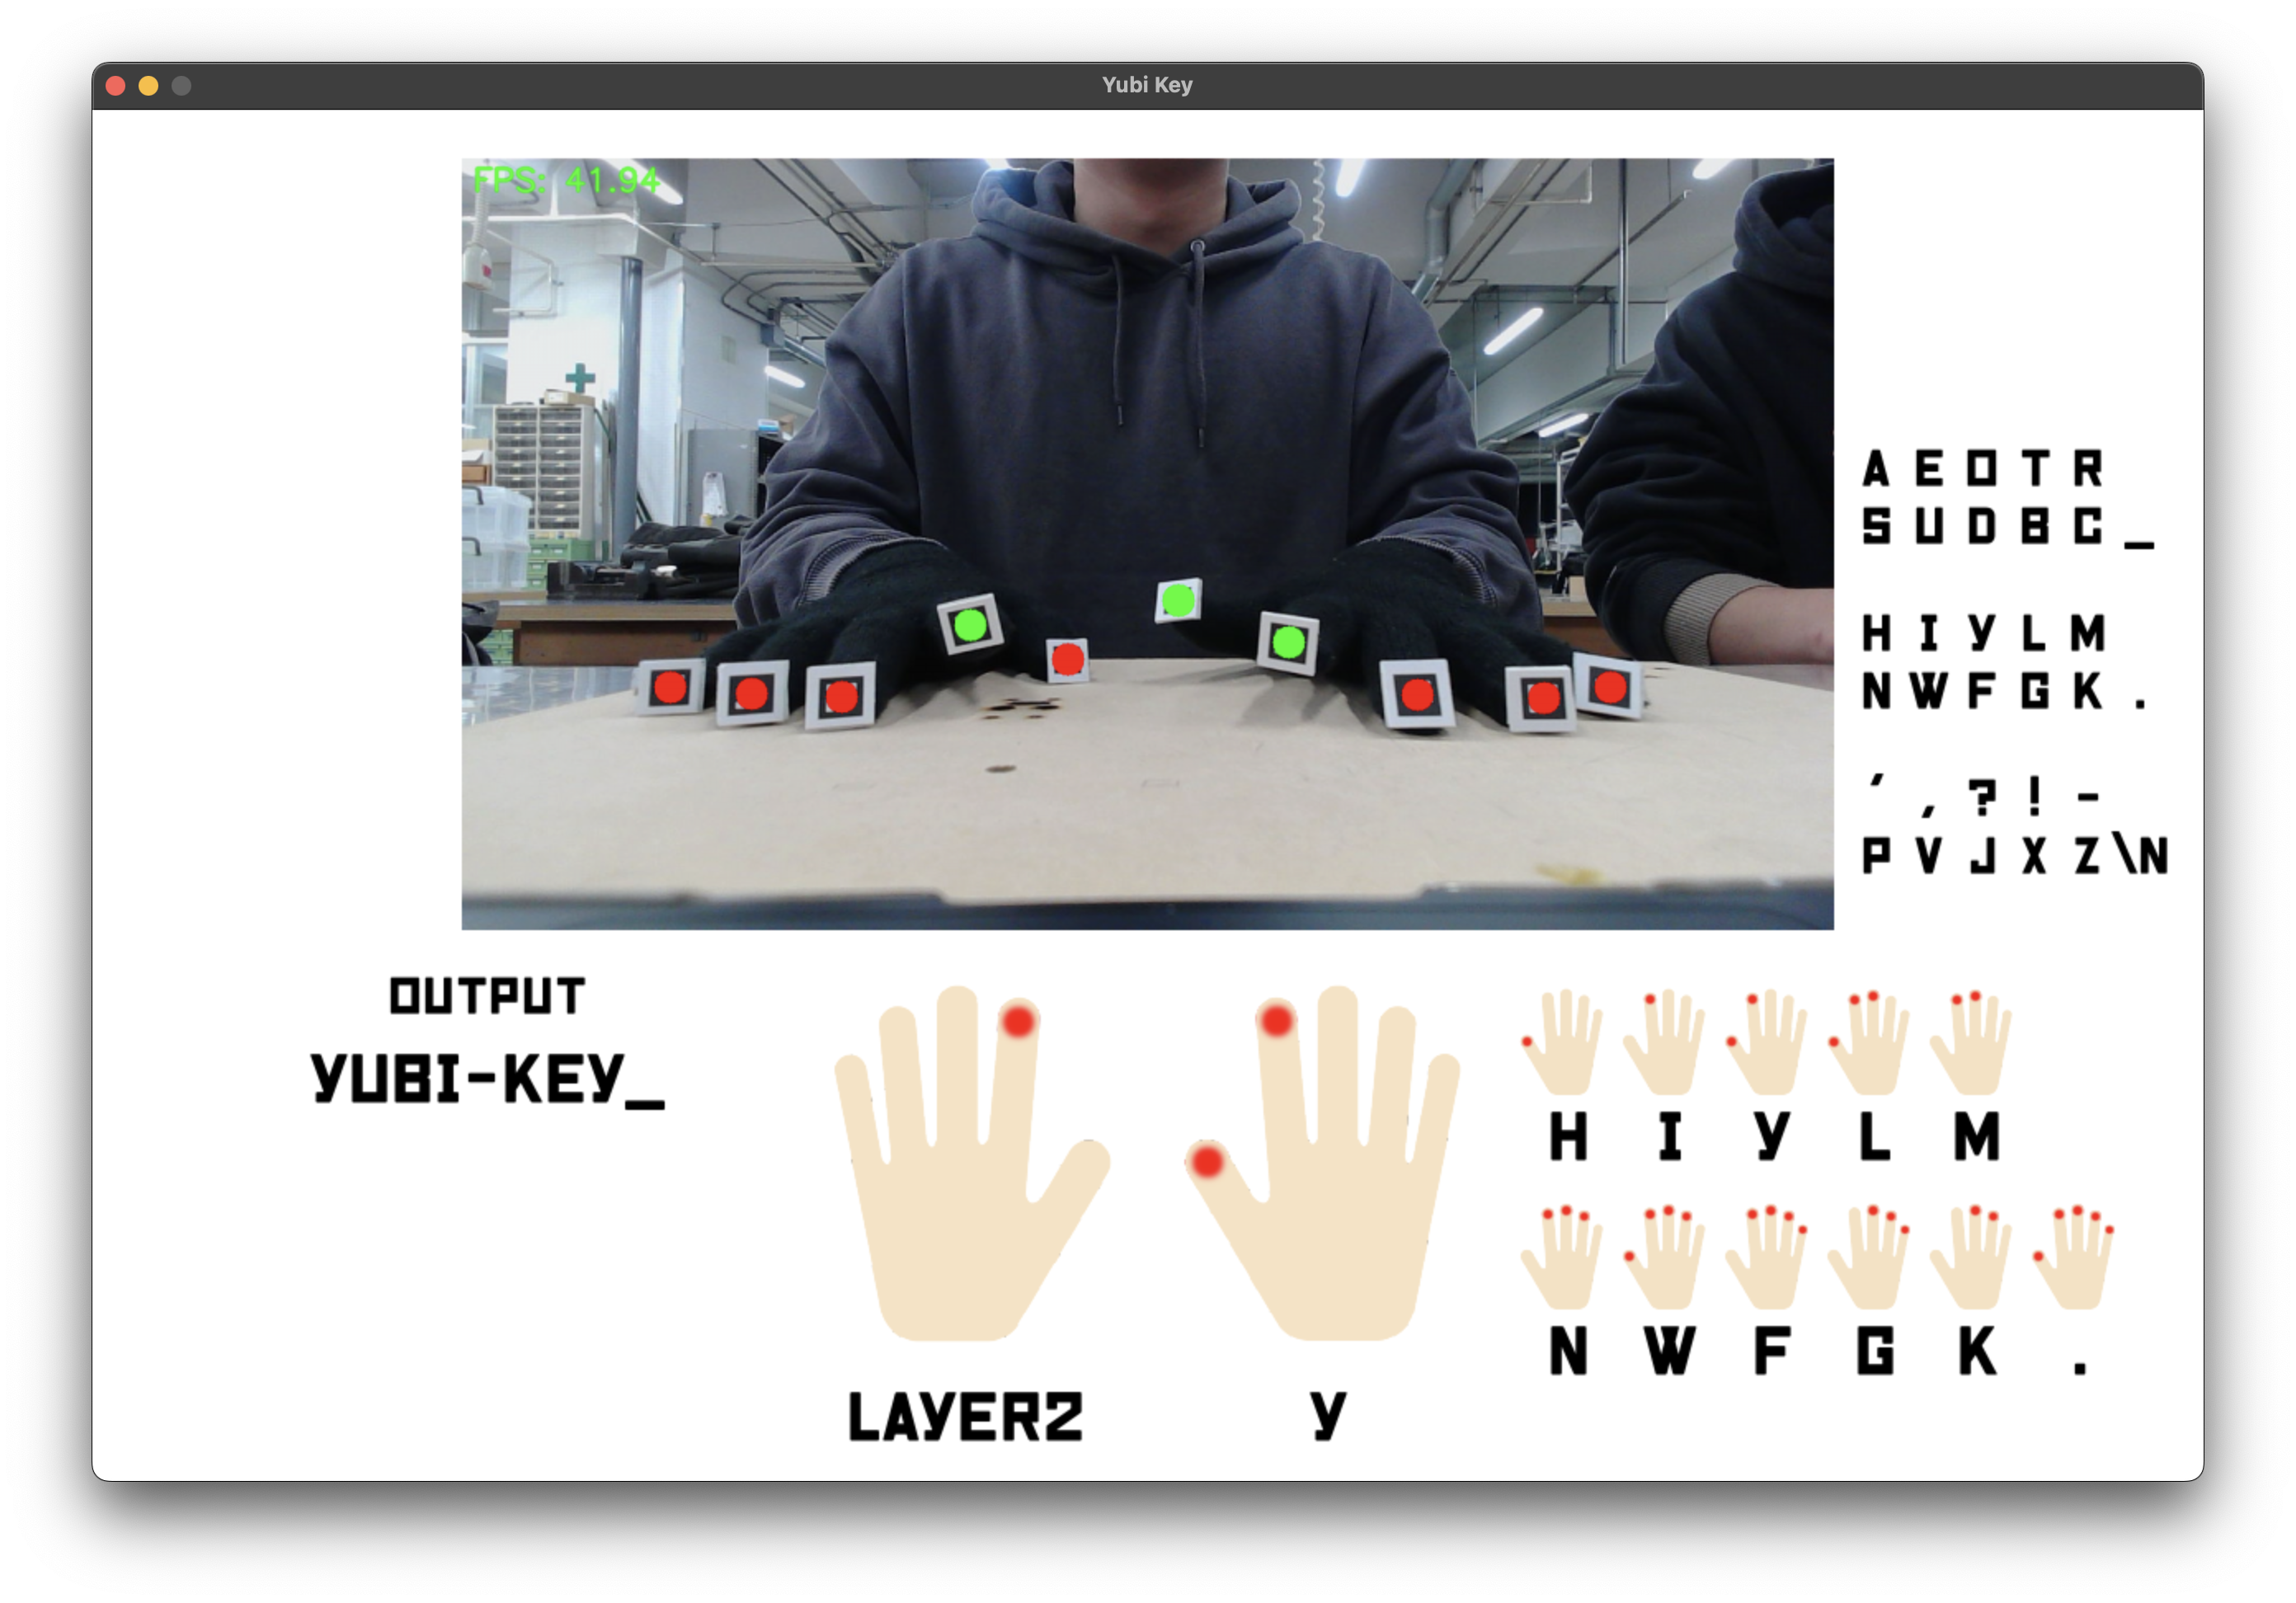 Yubi Key
FPS: 41.94
A E O T R
S U D B C _
H I Y L M
N W F G K .
' , ? ! -
P V J X Z \N
OUTPUT
YUBI-KEY_
H I Y L M
N W F G K .
LAYER2 Y